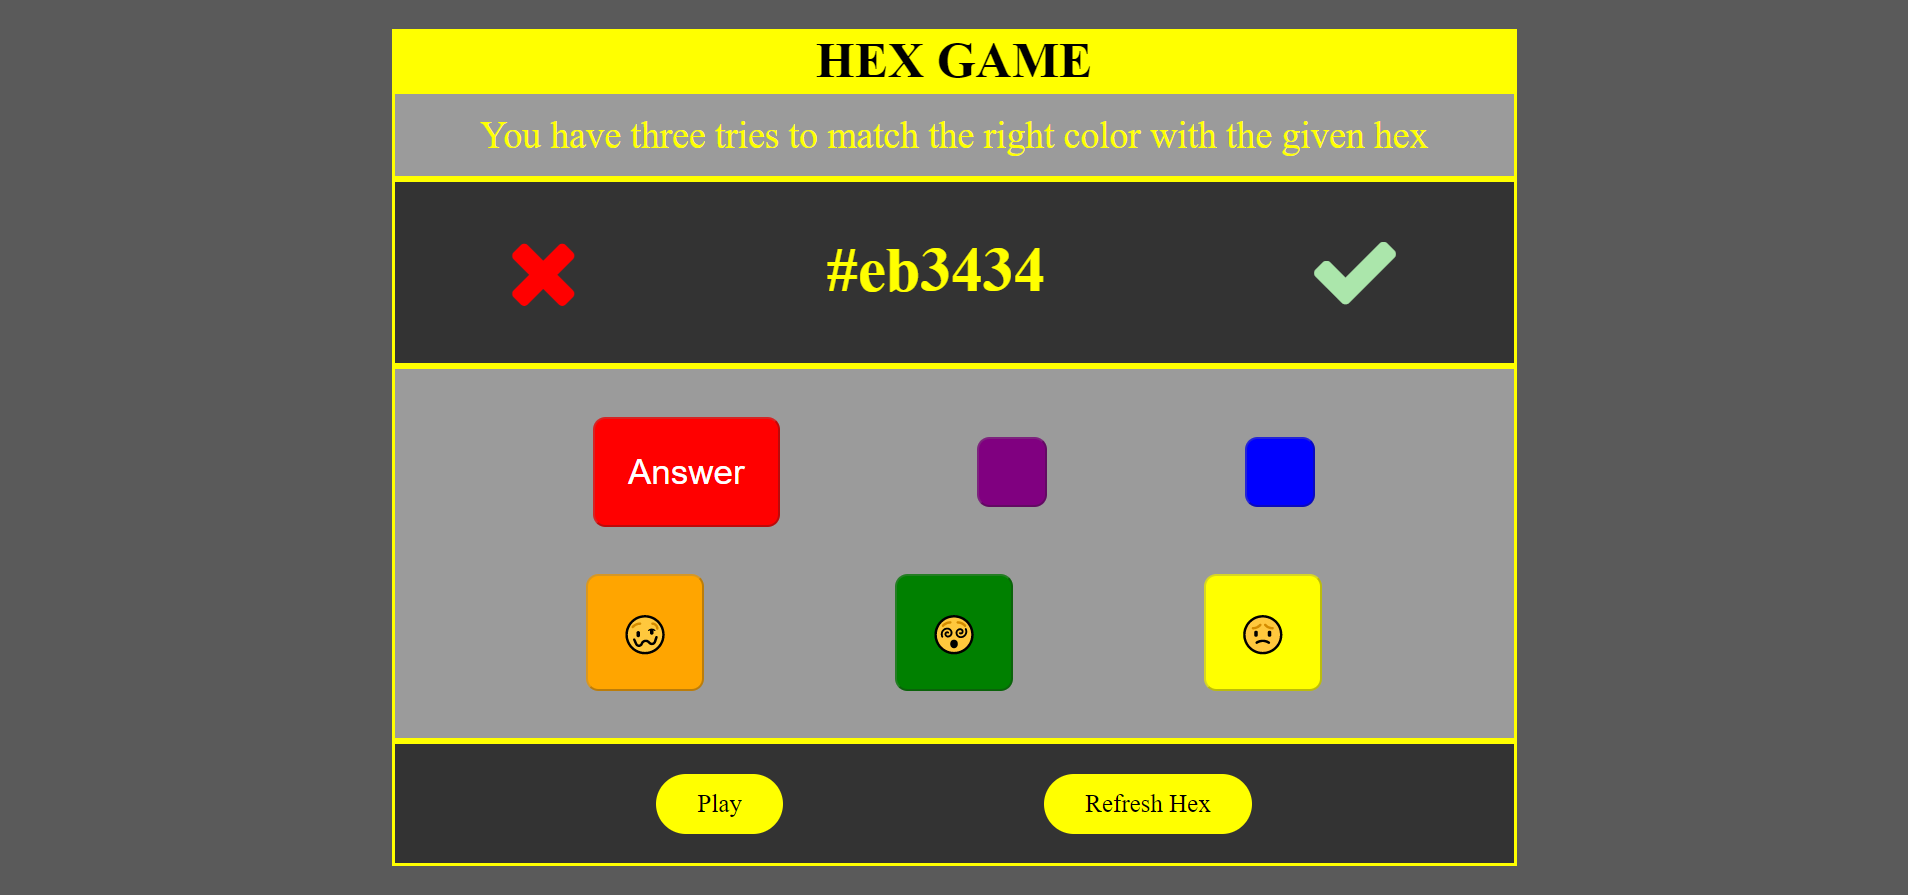 HEX GAME
You have three tries to match the right color with the given hex
#eb3434
Answer
Play
Refresh Hex